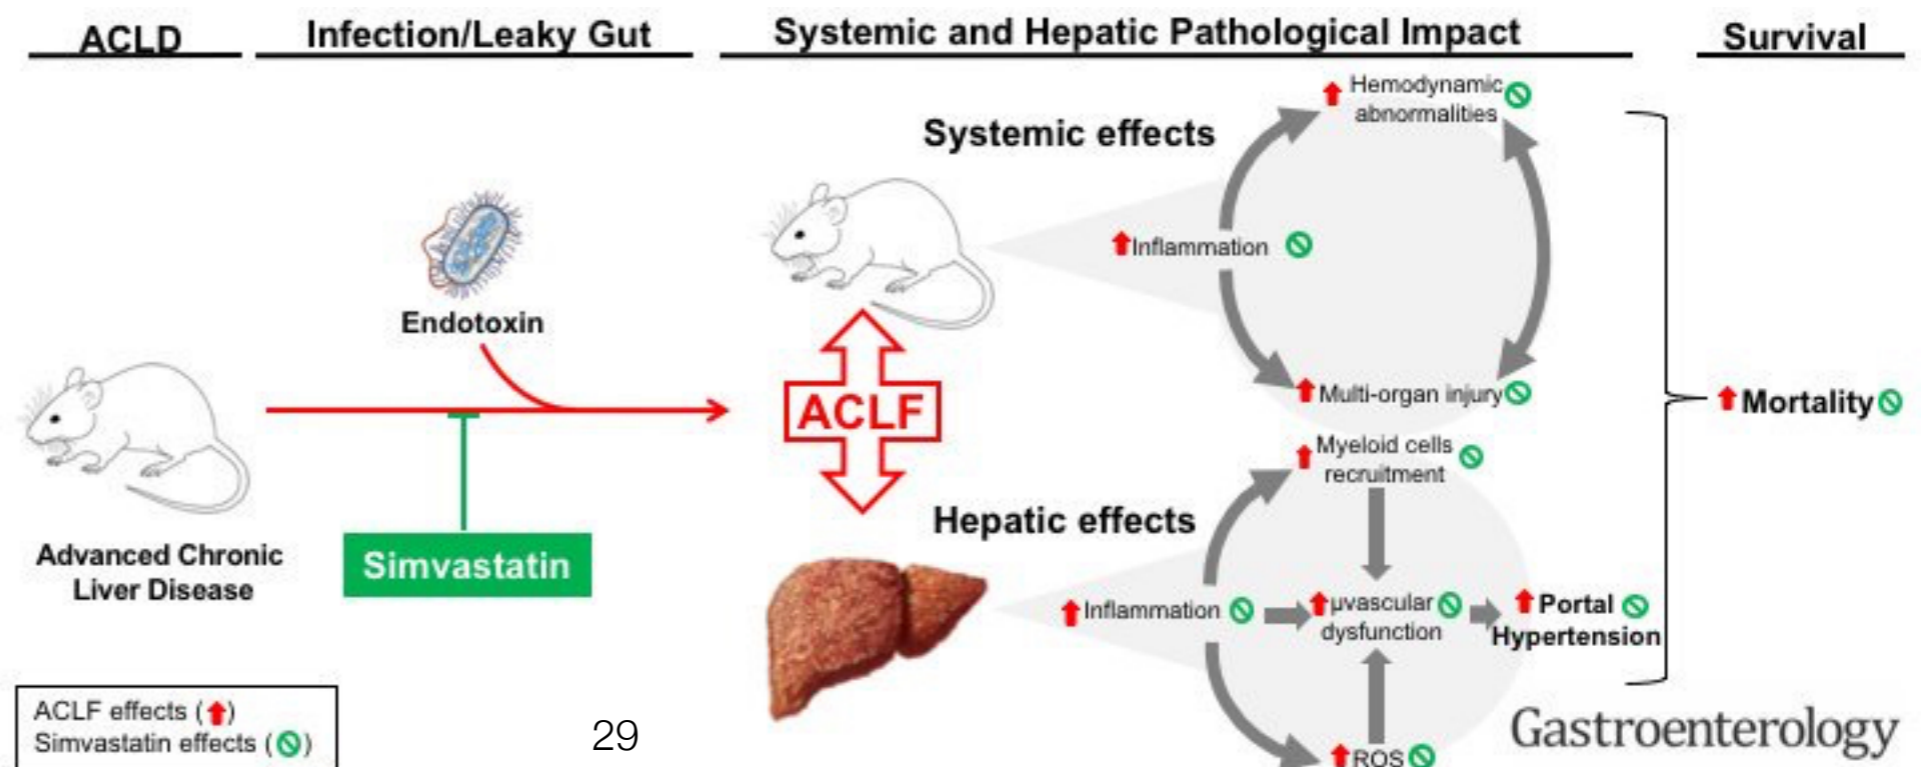 ACLD
Infection/Leaky Gut
Systemic and Hepatic Pathological Impact
Survival
Endotoxin
Advanced Chronic
Liver Disease
Simvastatin
ACLF
Systemic effects
Hemodynamic
abnormalities
Inflammation
Multi-organ injury
Hepatic effects
Myeloid cells
recruitment
Inflammation
µvascular
dysfunction
Portal
Hypertension
ROS
Mortality
ACLF effects (⬆)
Simvastatin effects (🛇)
29
Gastroenterology